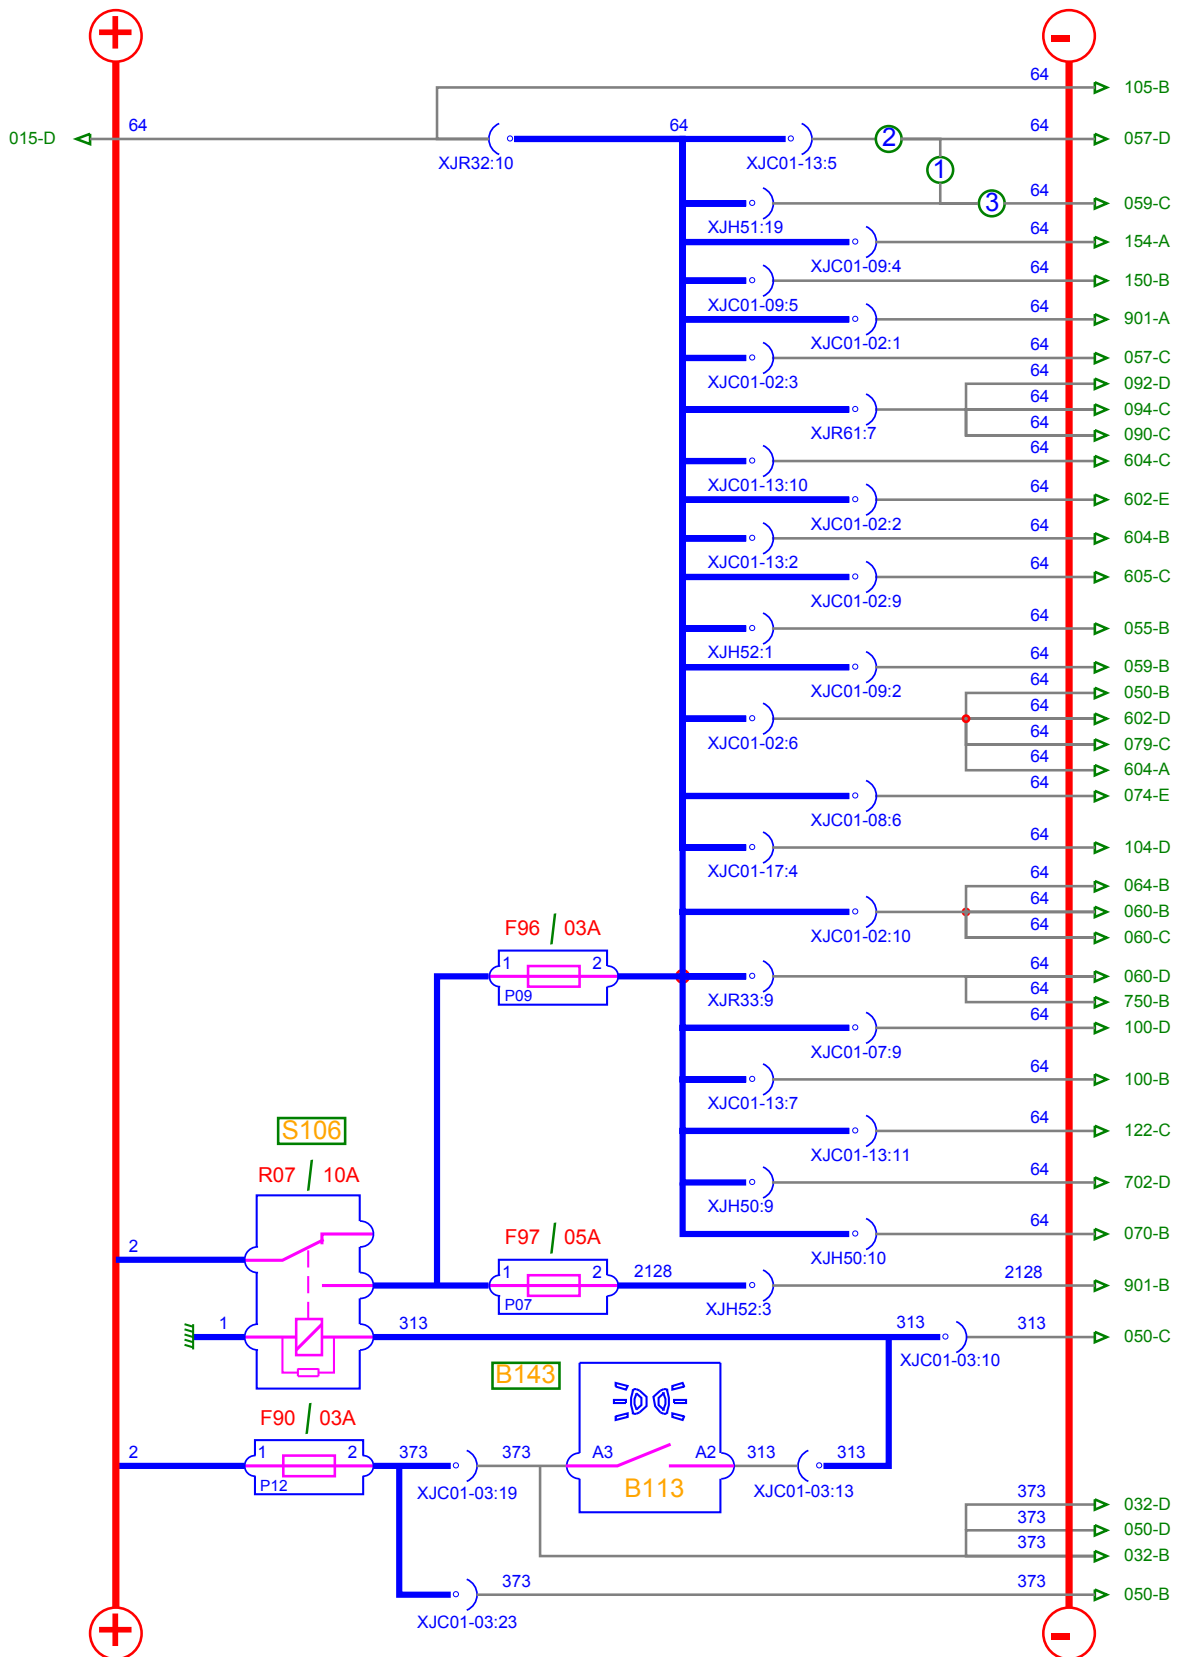 + -
64 105-B
015-D 64 64 2 64 057-D
XJR32:10 XJC01-13:5 1
64 3 059-C
XJH51:19
64 154-A
XJC01-09:4
64 150-B
XJC01-09:5
64 901-A
XJC01-02:1
64 057-C
XJC01-02:3
64 092-D
64 094-C
XJR61:7
64 090-C
64 604-C
XJC01-13:10
64 602-E
XJC01-02:2
64 604-B
XJC01-13:2
64 605-C
XJC01-02:9
64 055-B
XJH52:1
64 059-B
XJC01-09:2
64 050-B
64 602-D
XJC01-02:6
64 079-C
64 604-A
64 074-E
XJC01-08:6
64 104-D
XJC01-17:4
64 064-B
64 060-B
XJC01-02:10
64 060-C
F96 / 03A
1 2 64 060-D
P09 XJR33:9
64 750-B
64 100-D
XJC01-07:9
64 100-B
XJC01-13:7
S106
64 122-C
XJC01-13:11
R07 / 10A
64 702-D
XJH50:9
2 F97 / 05A
64 070-B
XJH50:10
1 2 2128 2128 901-B
P07 XJH52:3
1 313 313 313 050-C
XJC01-03:10
B143
F90 / 03A
2 1 2 373 373 A3 A2 313 313
P12 XJC01-03:19 B113 XJC01-03:13
373 032-D
373 050-D
373 032-B
373 373 050-B
XJC01-03:23
+ -